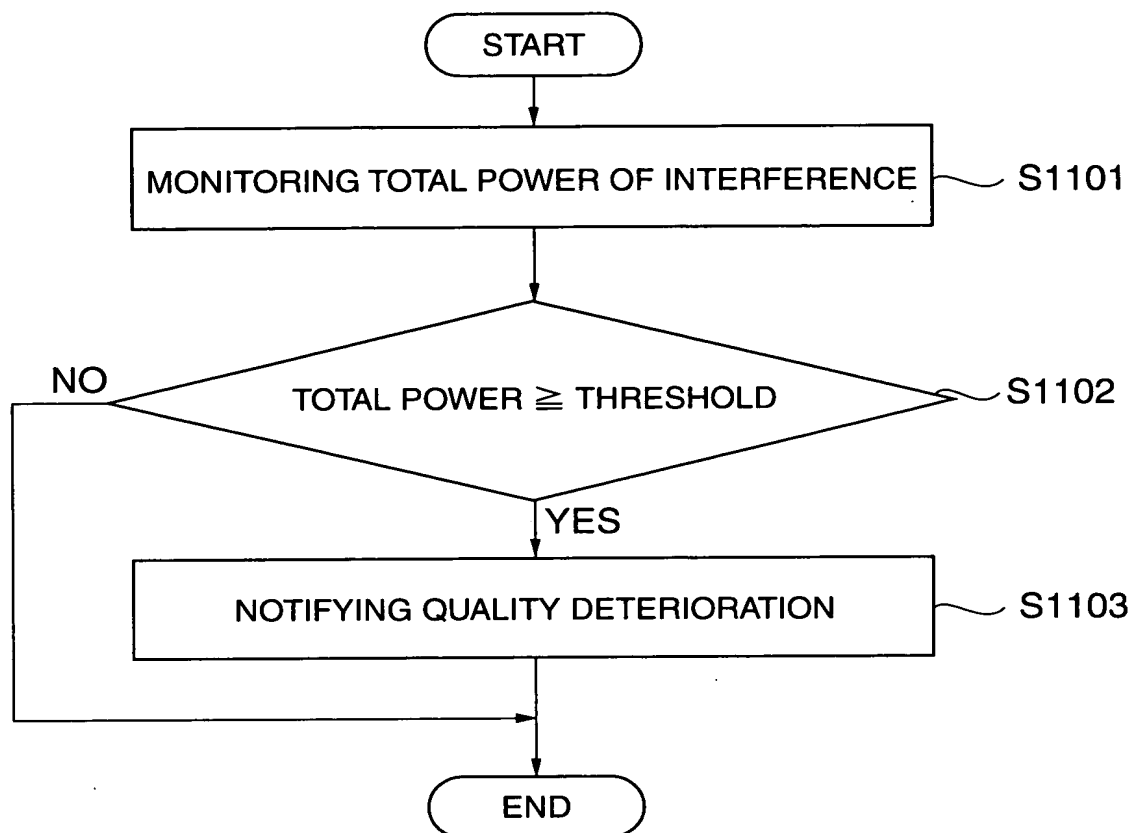 START
MONITORING TOTAL POWER OF INTERFERENCE
S1101
NO
TOTAL POWER ≧ THRESHOLD
S1102
YES
NOTIFYING QUALITY DETERIORATION
S1103
END